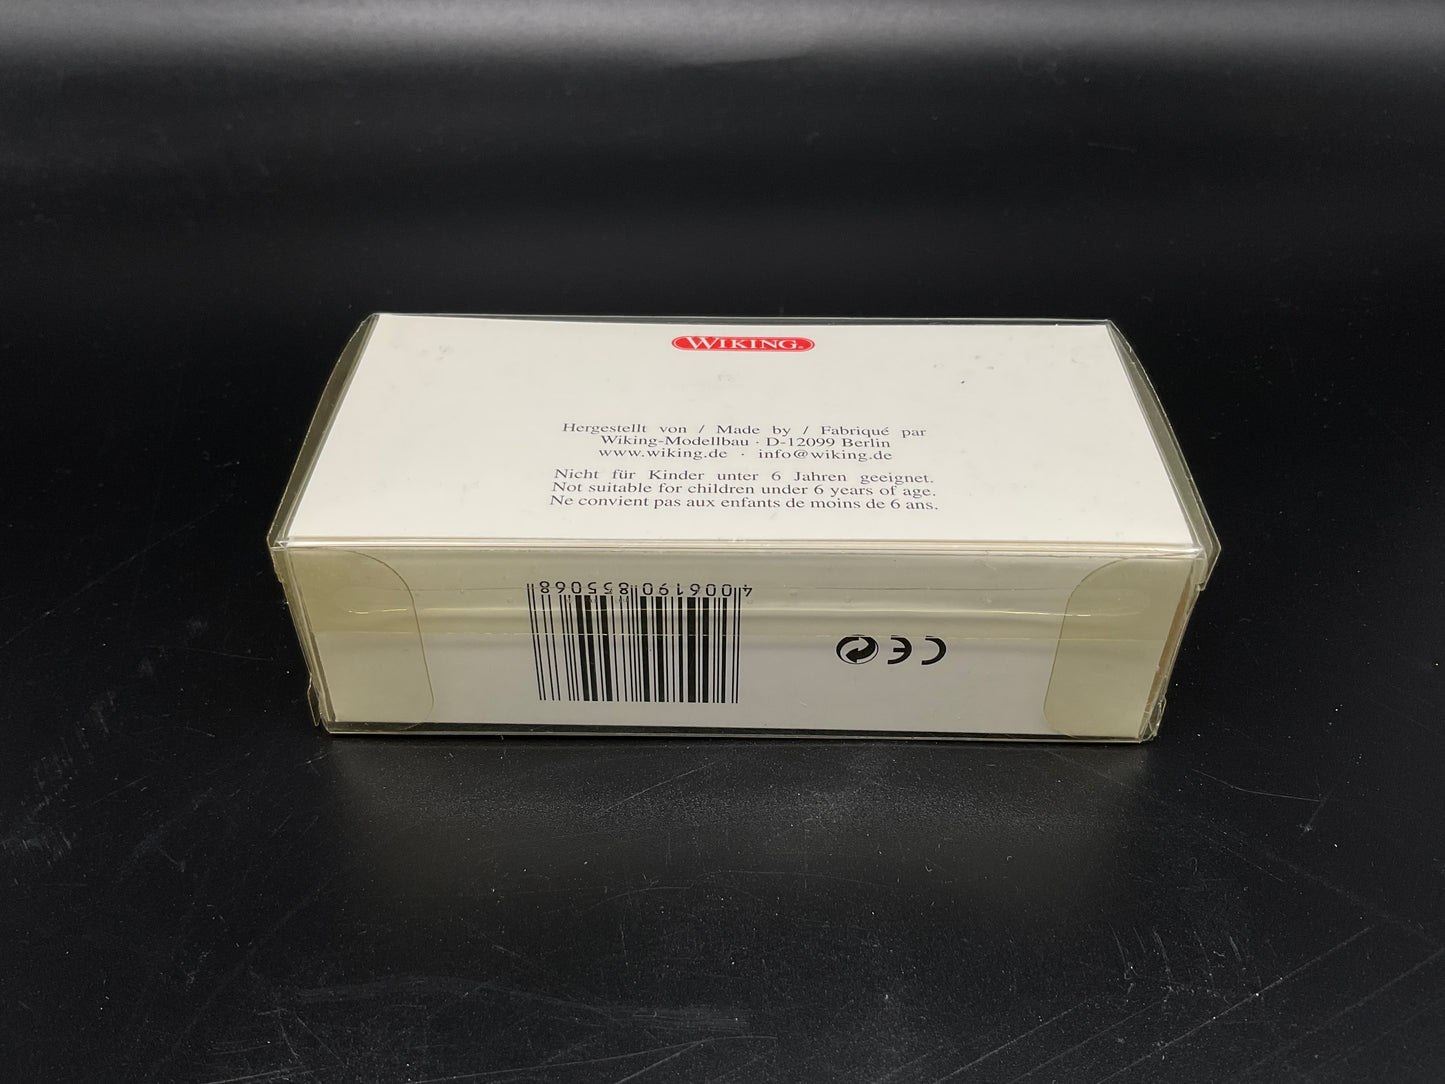 WIKING®
Hergestellt von / Made by / Fabriqué par
Wiking-Modellbau · D-12099 Berlin
www.wiking.de · info@wiking.de
Nicht für Kinder unter 6 Jahren geeignet.
Not suitable for children under 6 years of age.
Ne convient pas aux enfants de moins de 6 ans.
4 006190 855068
CE